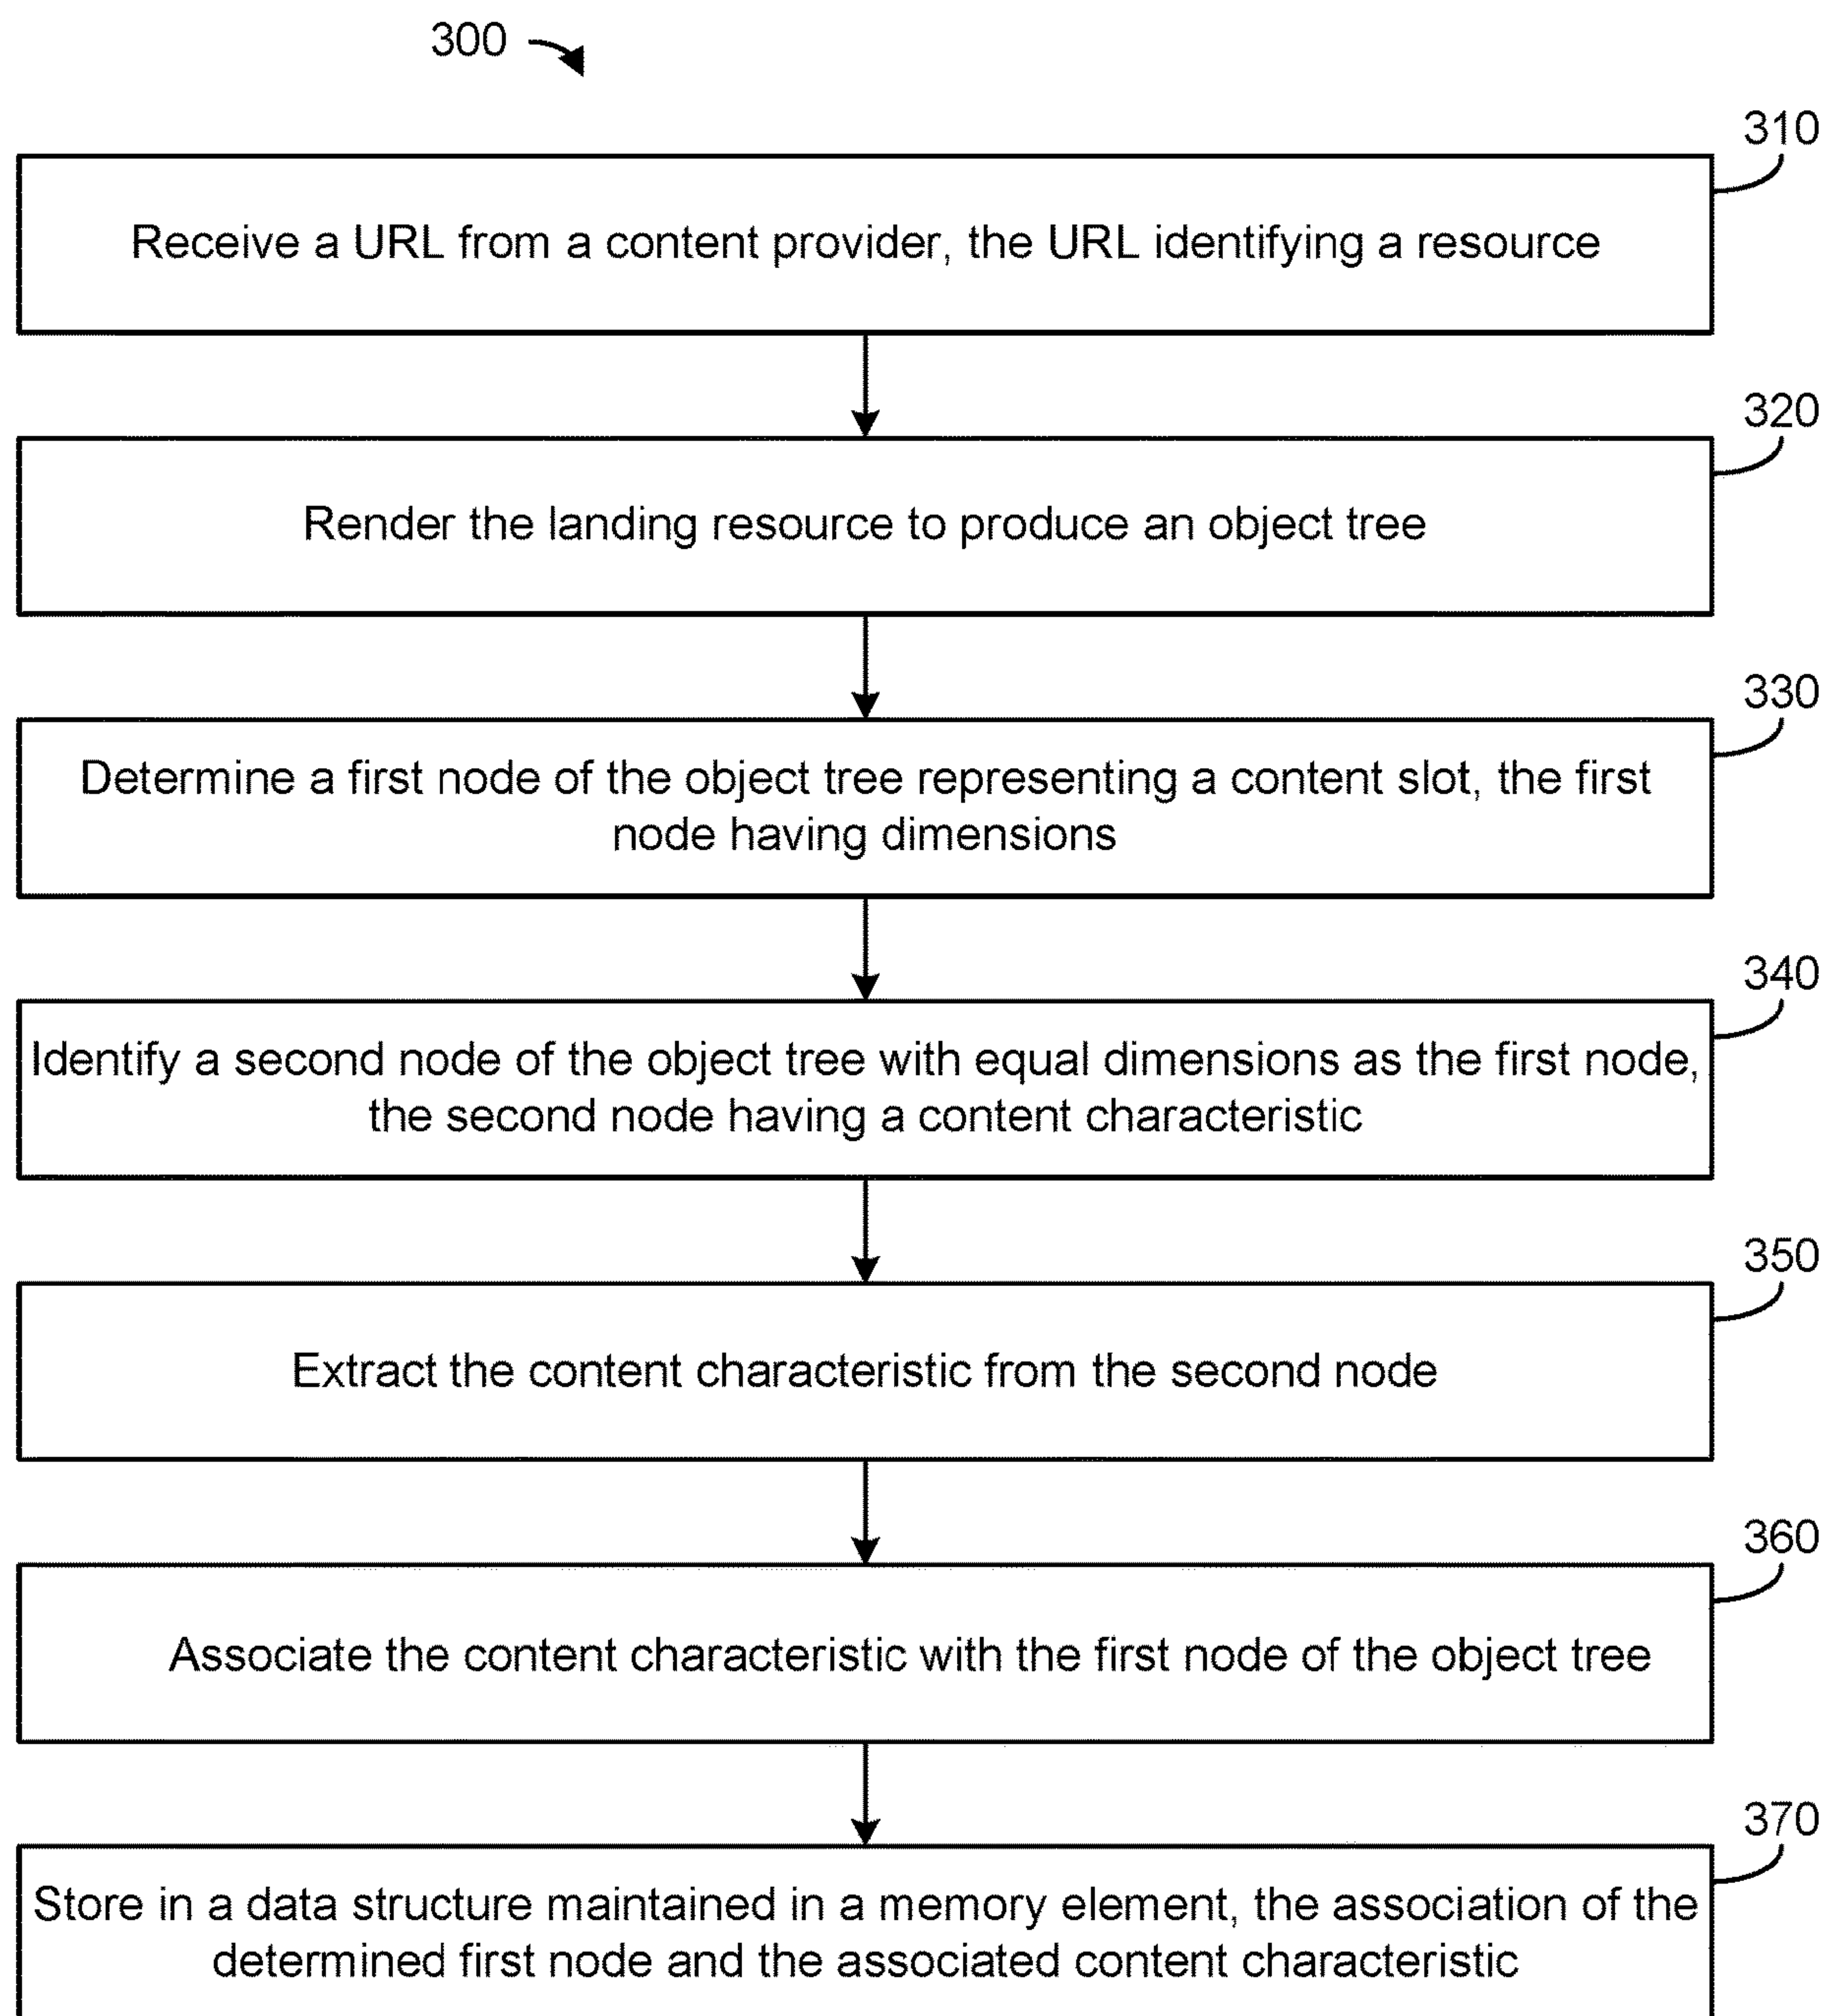 300
310
Receive a URL from a content provider, the URL identifying a resource
320
Render the landing resource to produce an object tree
330
Determine a first node of the object tree representing a content slot, the first
node having dimensions
340
Identify a second node of the object tree with equal dimensions as the first node,
the second node having a content characteristic
350
Extract the content characteristic from the second node
360
Associate the content characteristic with the first node of the object tree
370
Store in a data structure maintained in a memory element, the association of the
determined first node and the associated content characteristic